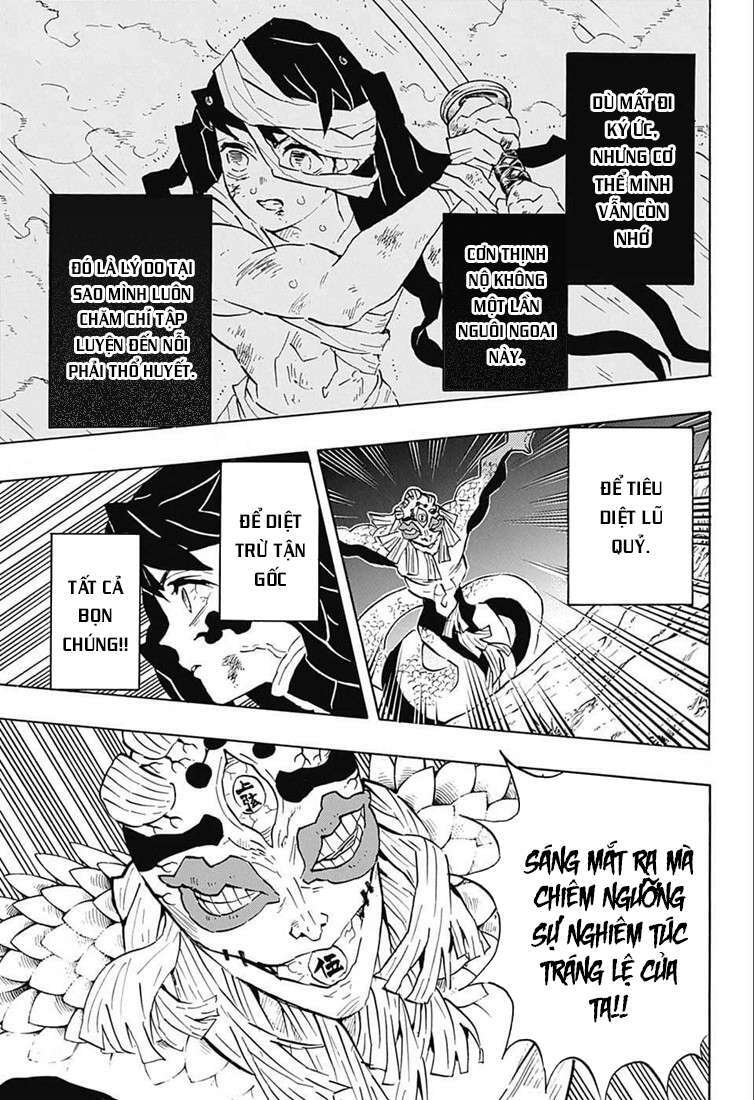 DÙ MẤT ĐI
KÝ ỨC,
NHƯNG CƠ
THỂ MÌNH
VẪN CÒN
NHỚ
CƠN THỊNH
NỘ KHÔNG
MỘT LẦN
NGUÔI NGOAI
NÀY.
ĐÓ LÀ LÝ DO TẠI
SAO MÌNH LUÔN
CHĂM CHỈ TẬP
LUYỆN ĐẾN NỖI
PHẢI THỔ HUYẾT.
ĐỂ TIÊU
DIỆT LŨ
QUỶ.
ĐỂ DIỆT
TRỪ TẬN
GỐC
TẤT CẢ
BỌN
CHÚNG!!
SÁNG MẮT RA MÀ
CHIÊM NGƯỠNG
SỰ NGHIÊM TÚC
TRÁNG LỆ CỦA
TA!!
上弦
伍